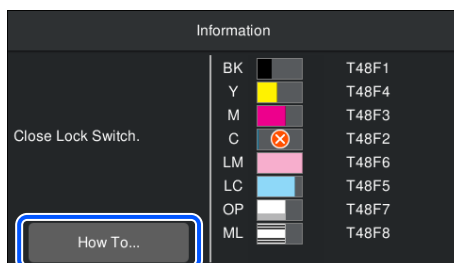 Information
BK T48F1
Y T48F4
M T48F3
Close Lock Switch.
C T48F2
LM T48F6
LC T48F5
OP T48F7
ML T48F8
How To...